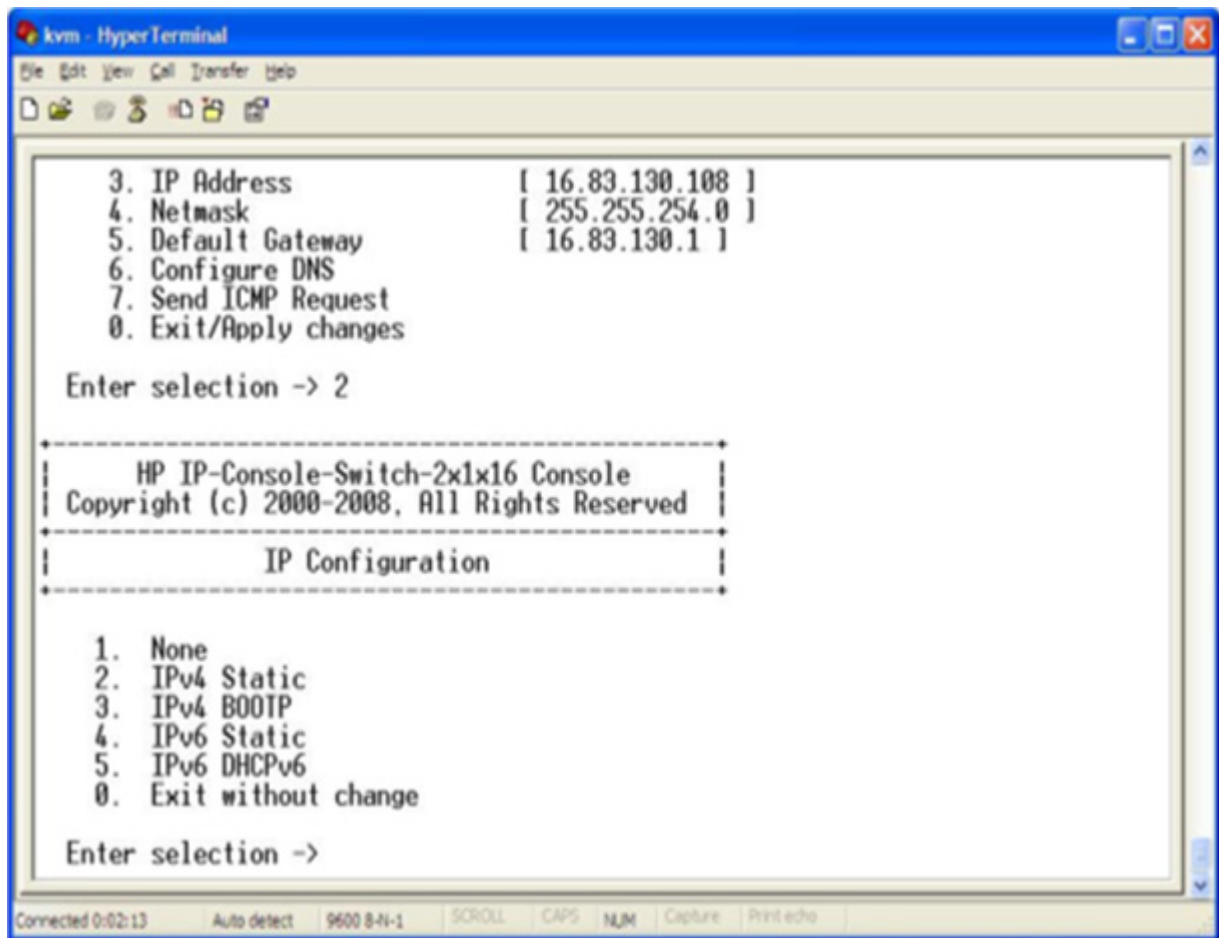 kvm - HyperTerminal
File Edit View Call Transfer Help
3. IP Address [ 16.83.130.108 ]
4. Netmask [ 255.255.254.0 ]
5. Default Gateway [ 16.83.130.1 ]
6. Configure DNS
7. Send ICMP Request
0. Exit/Apply changes
Enter selection -> 2
HP IP-Console-Switch-2x1x16 Console
Copyright (c) 2000-2008, All Rights Reserved
IP Configuration
1. None
2. IPv4 Static
3. IPv4 BOOTP
4. IPv6 Static
5. IPv6 DHCPv6
0. Exit without change
Enter selection ->
Connected 0:02:13 Auto detect 9600 8-N-1 SCROLL CAPS NUM Capture Print echo